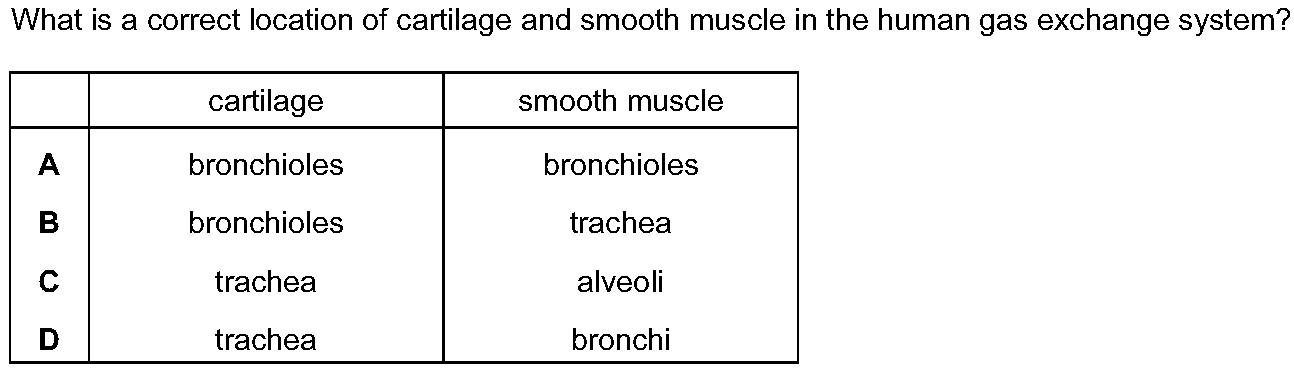 What is a correct location of cartilage and smooth muscle in the human gas exchange system?
cartilage smooth muscle
A bronchioles bronchioles
B bronchioles trachea
C trachea alveoli
D trachea bronchi